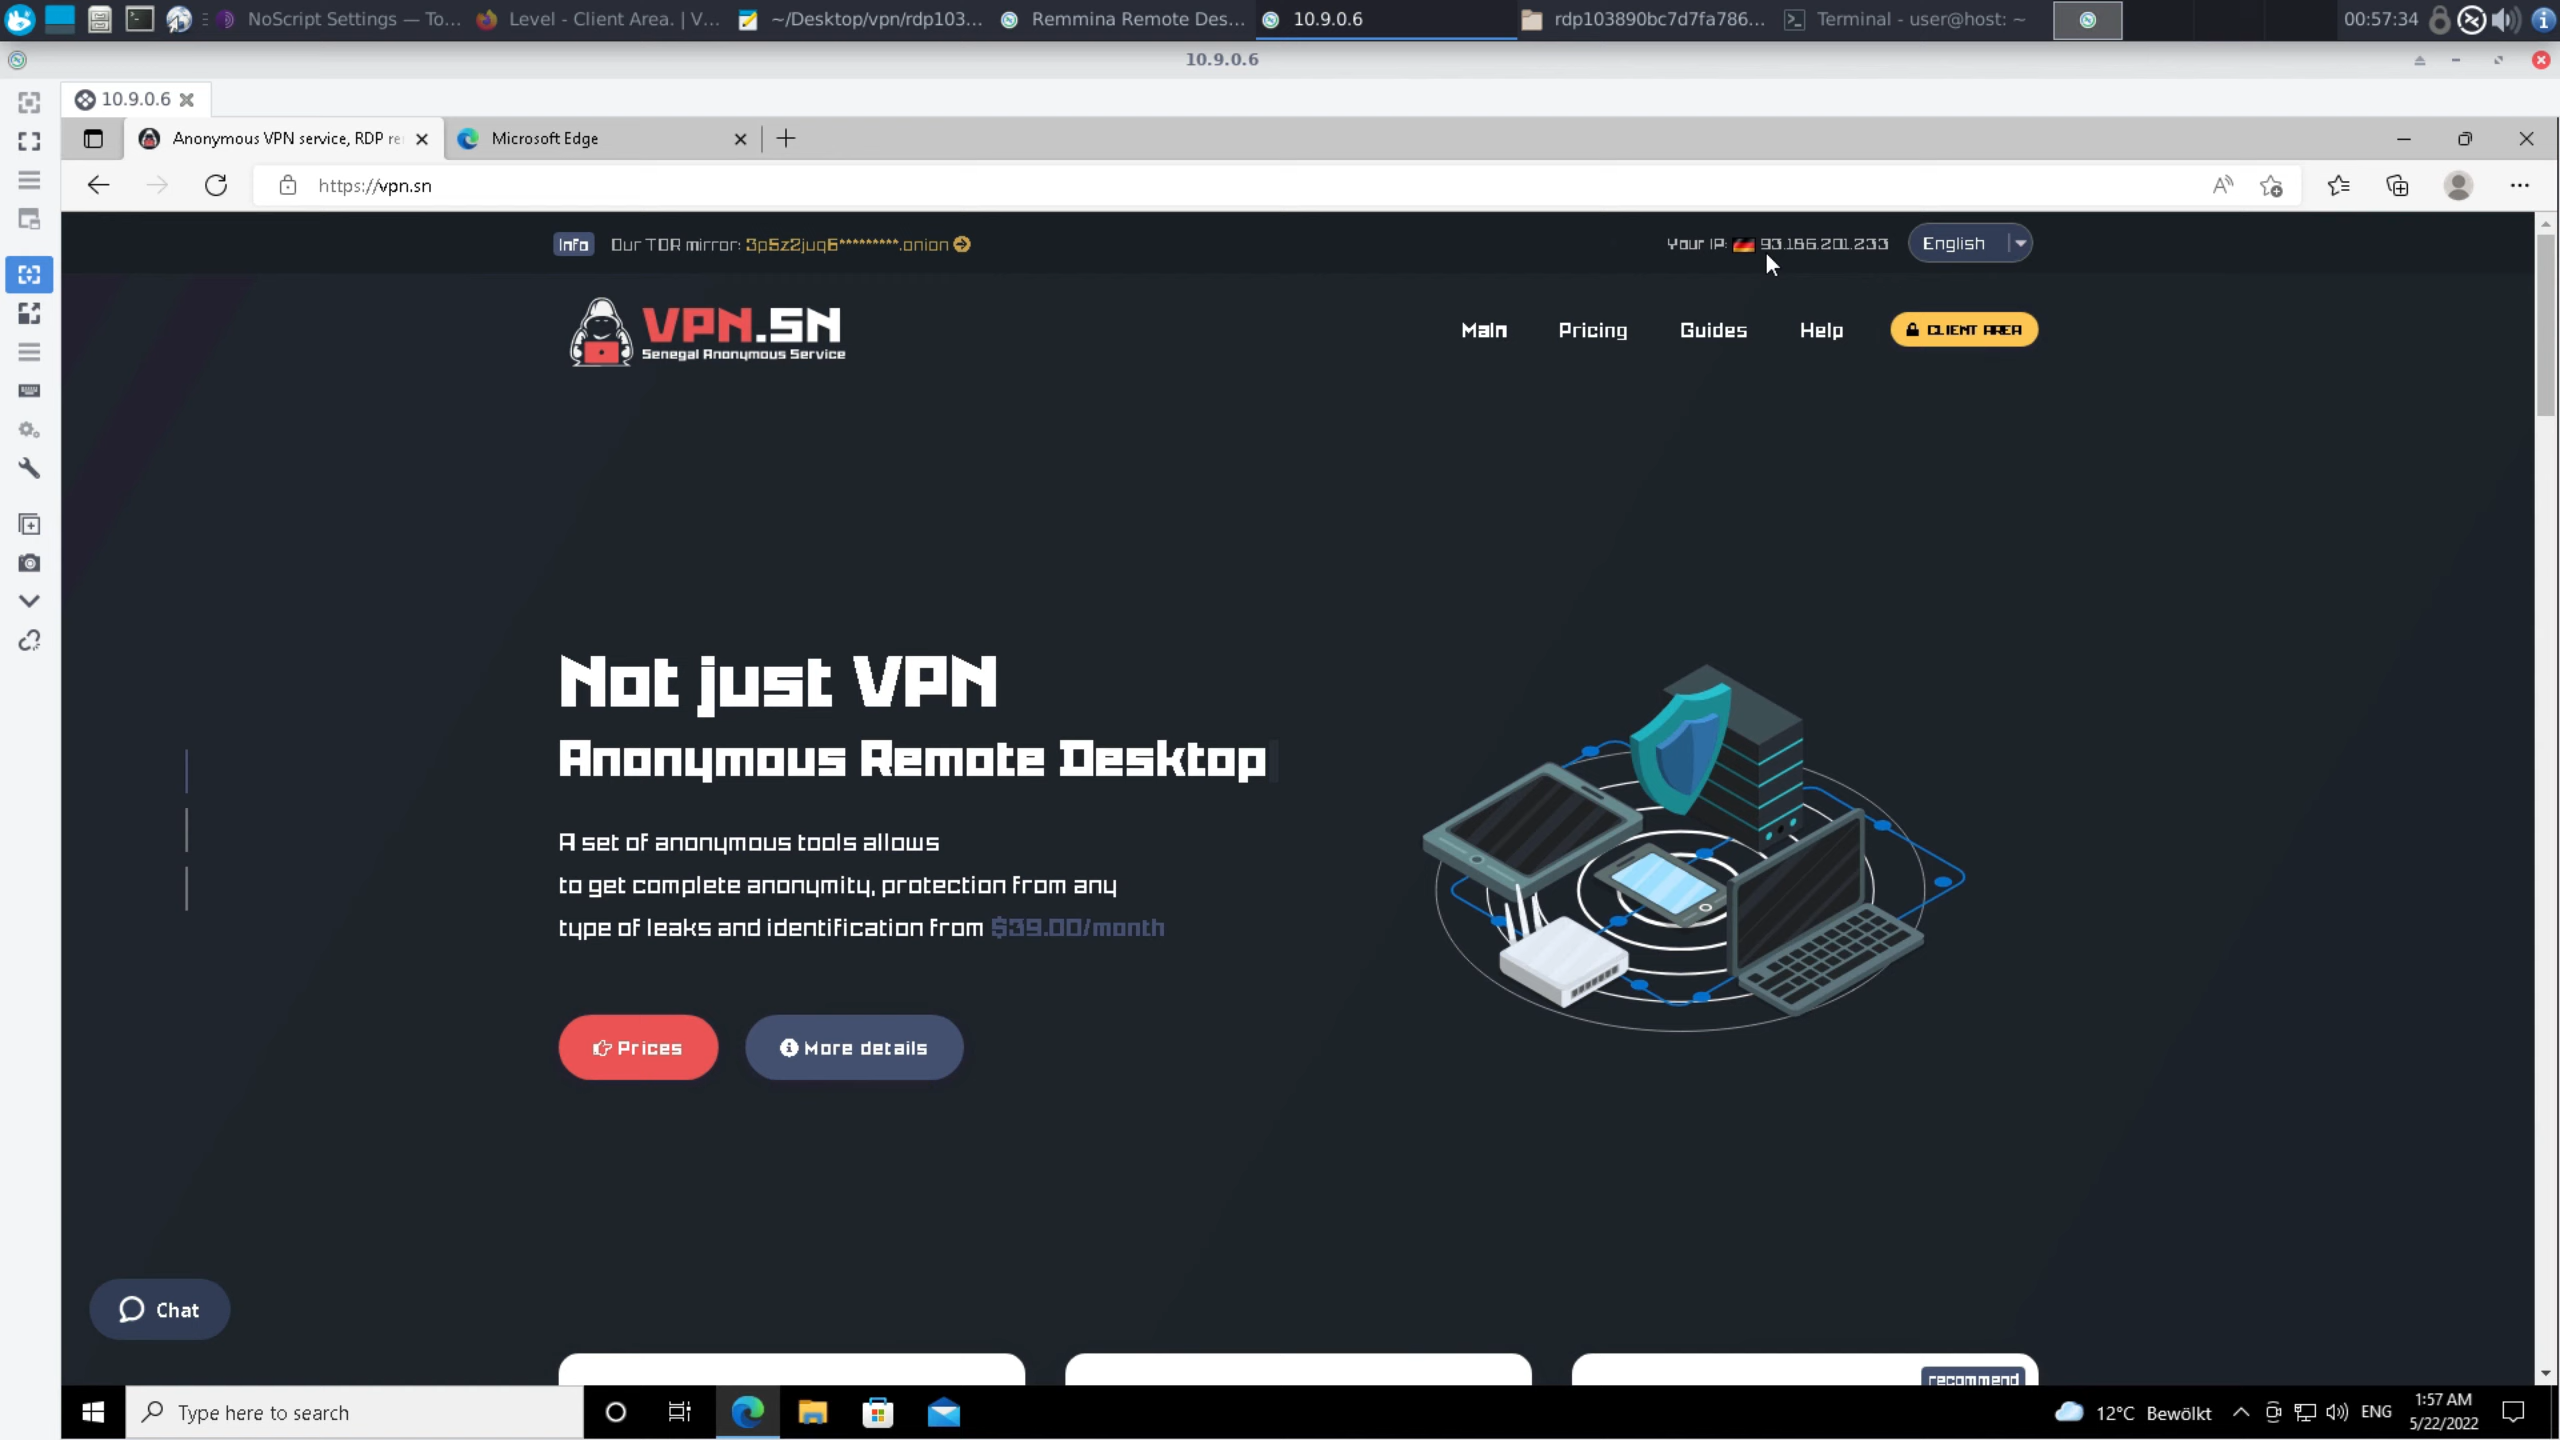 NoScript Settings — To...
Level - Client Area. | V...
~/Desktop/vpn/rdp103...
Remmina Remote Des...
10.9.0.6
rdp103890bc7d7fa786...
Terminal - user@host: ~
00:57:34
10.9.0.6
10.9.0.6
Anonymous VPN service, RDP re
Microsoft Edge
https://vpn.sn
Info
Our TOR mirror: 3p5z2juq6*********.onion
Your IP:
English
VPN.SN
Senegal Anonymous Service
Main
Pricing
Guides
Help
CLIENT AREA
Not just VPN
Anonymous Remote Desktop
A set of anonymous tools allows
to get complete anonymity, protection from any
type of leaks and identification from $39.00/month
Prices
More details
Chat
recommend
Type here to search
12°C Bewölkt
ENG
1:57 AM
5/22/2022